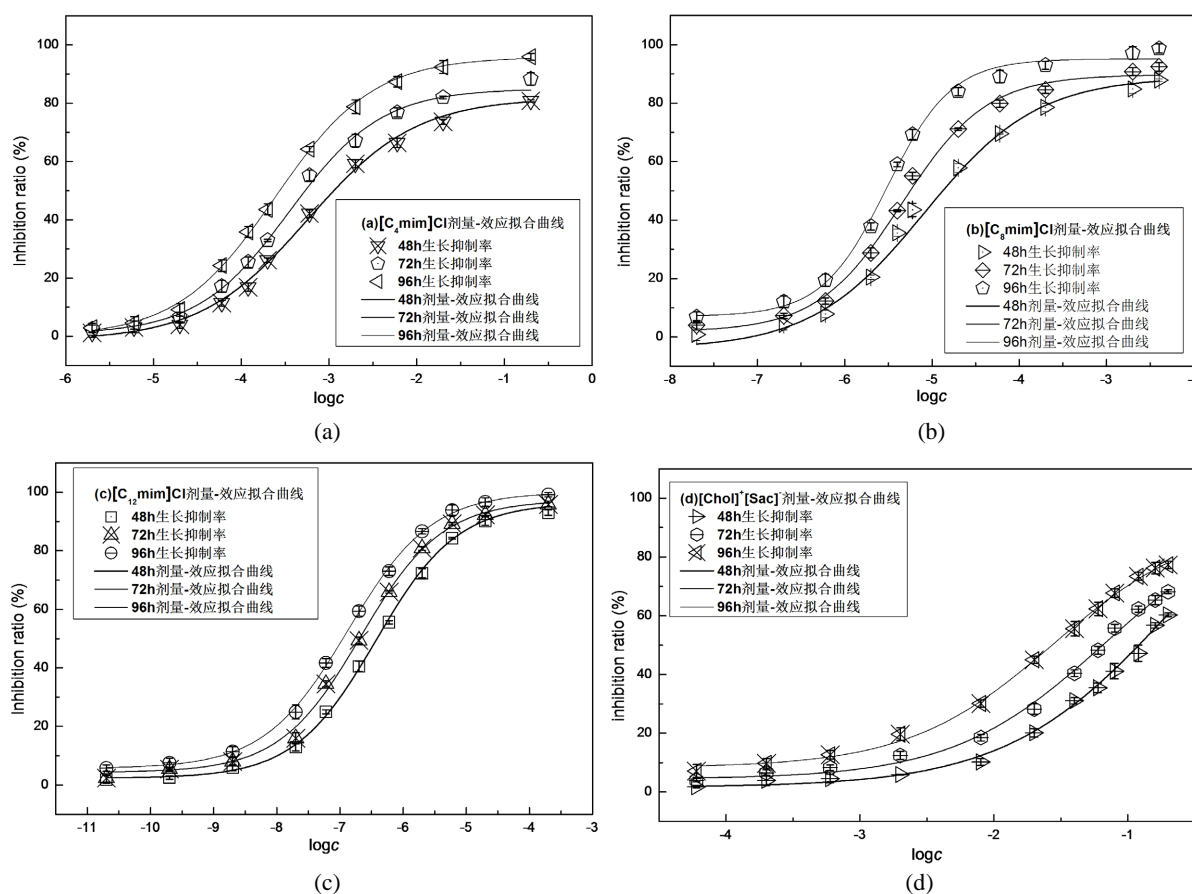 100
80
60
40
20
0
Inhibition ratio (%)
-6 -5 -4 -3 -2 -1 0
logc
(a)[C₄mim]Cl剂量-效应拟合曲线
48h生长抑制率
72h生长抑制率
96h生长抑制率
48h剂量-效应拟合曲线
72h剂量-效应拟合曲线
96h剂量-效应拟合曲线
(a)
100
80
60
40
20
0
inhibition ratio (%)
-8 -7 -6 -5 -4 -3 -2
logc
(b)[C₈mim]Cl剂量-效应拟合曲线
48h生长抑制率
72h生长抑制率
96h生长抑制率
48h剂量-效应拟合曲线
72h剂量-效应拟合曲线
96h剂量-效应拟合曲线
(b)
100
80
60
40
20
0
Inhibition ratio (%)
-11 -10 -9 -8 -7 -6 -5 -4 -3
logc
(c)[C₁₂mim]Cl剂量-效应拟合曲线
48h生长抑制率
72h生长抑制率
96h生长抑制率
48h剂量-效应拟合曲线
72h剂量-效应拟合曲线
96h剂量-效应拟合曲线
(c)
100
80
60
40
20
0
inhibition ratio (%)
-4 -3 -2 -1
logc
(d)[Chol]⁺[Sac]⁻剂量-效应拟合曲线
48h生长抑制率
72h生长抑制率
96h生长抑制率
48h剂量-效应拟合曲线
72h剂量-效应拟合曲线
96h剂量-效应拟合曲线
(d)